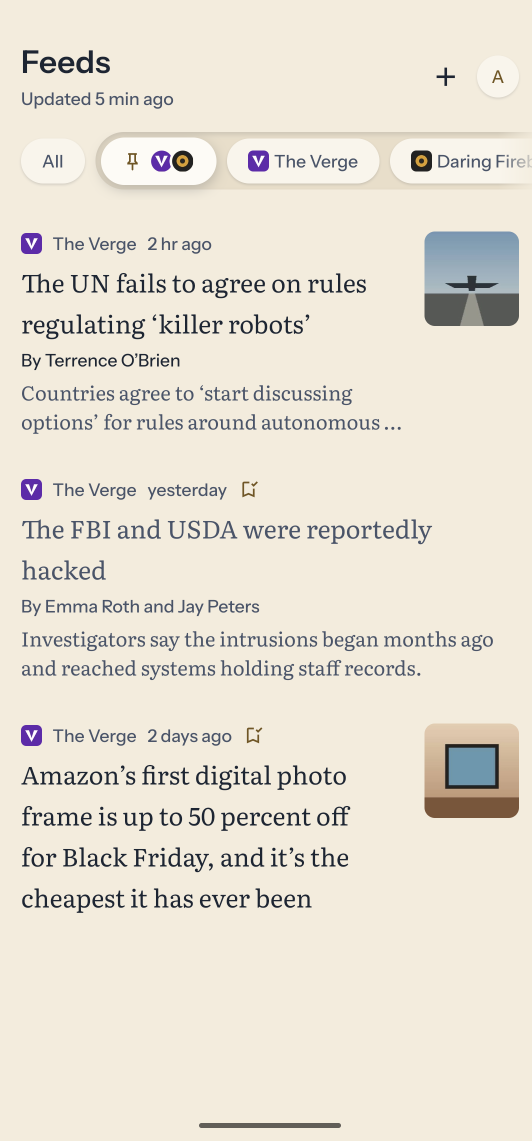 Feeds
Updated 5 min ago
A
All
The Verge
Daring Fire
The Verge 2 hr ago
The UN fails to agree on rules
regulating ‘killer robots’
By Terrence O’Brien
Countries agree to ‘start discussing
options’ for rules around autonomous ...
The Verge yesterday
The FBI and USDA were reportedly
hacked
By Emma Roth and Jay Peters
Investigators say the intrusions began months ago
and reached systems holding staff records.
The Verge 2 days ago
Amazon’s first digital photo
frame is up to 50 percent off
for Black Friday, and it’s the
cheapest it has ever been